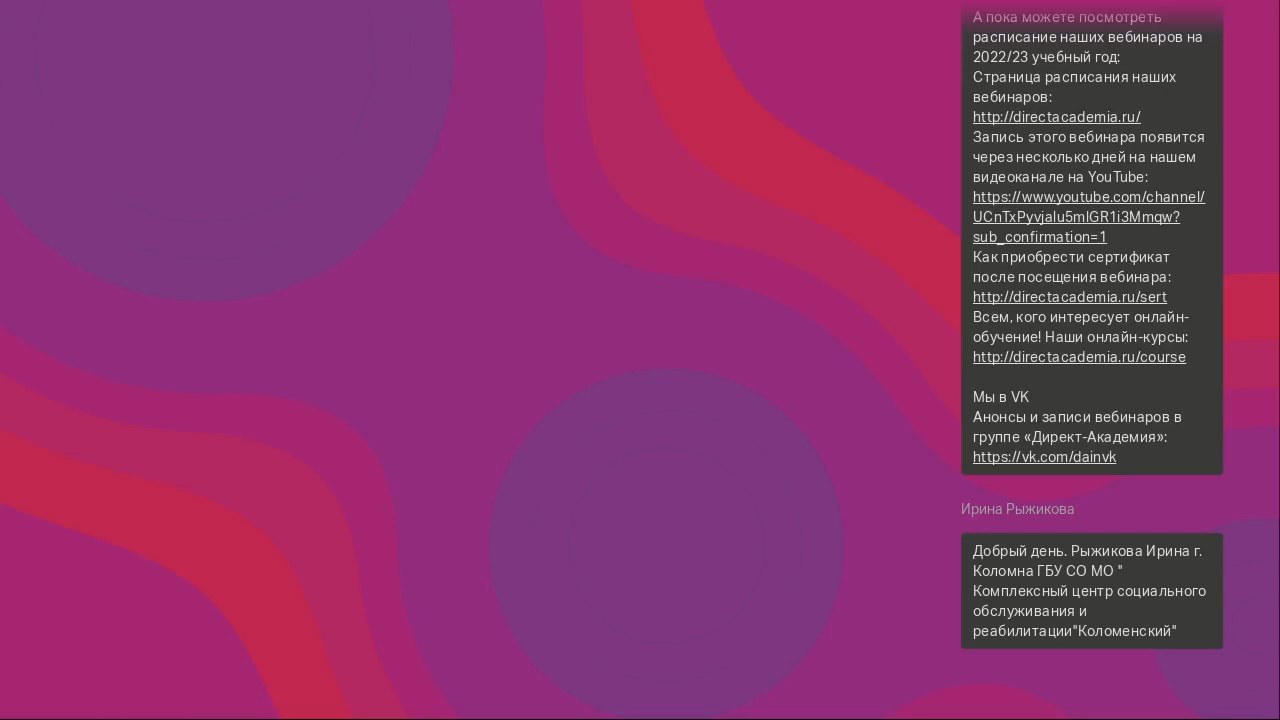 А пока можете посмотреть
расписание наших вебинаров на
2022/23 учебный год:
Страница расписания наших
вебинаров:
http://directacademia.ru/
Запись этого вебинара появится
через несколько дней на нашем
видеоканале на YouTube:
https://www.youtube.com/channel/
UCnTxPyvjalu5mlGR1i3Mmqw?
sub_confirmation=1
Как приобрести сертификат
после посещения вебинара:
http://directacademia.ru/sert
Всем, кого интересует онлайн-
обучение! Наши онлайн-курсы:
http://directacademia.ru/course
Мы в VK
Анонсы и записи вебинаров в
группе «Директ-Академия»:
https://vk.com/dainvk
Ирина Рыжикова
Добрый день. Рыжикова Ирина г.
Коломна ГБУ СО МО "
Комплексный центр социального
обслуживания и
реабилитации"Коломенский"